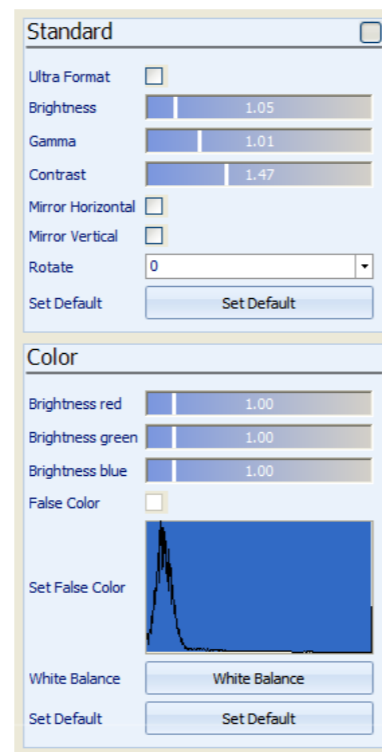 Standard
Ultra Format
Brightness 1.05
Gamma 1.01
Contrast 1.47
Mirror Horizontal
Mirror Vertical
Rotate 0
Set Default Set Default
Color
Brightness red 1.00
Brightness green 1.00
Brightness blue 1.00
False Color
Set False Color
White Balance White Balance
Set Default Set Default